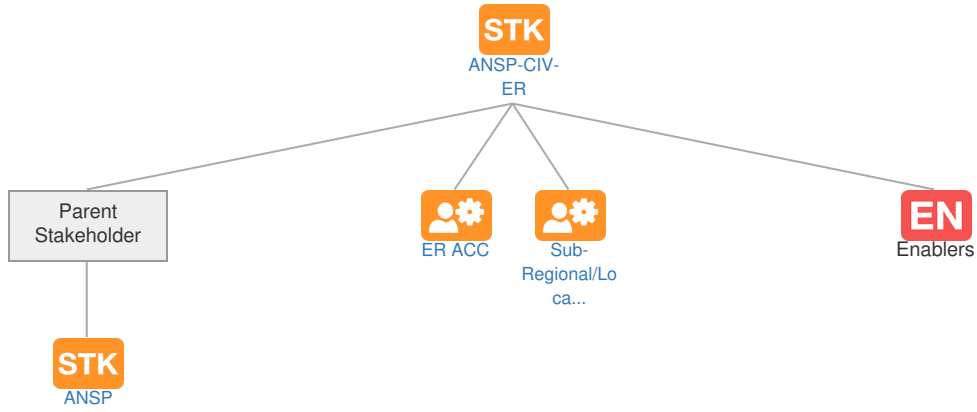 STK
ANSP-CIV-
ER
Parent
Stakeholder
ER ACC
Sub-
Regional/Lo
ca...
EN
Enablers
STK
ANSP